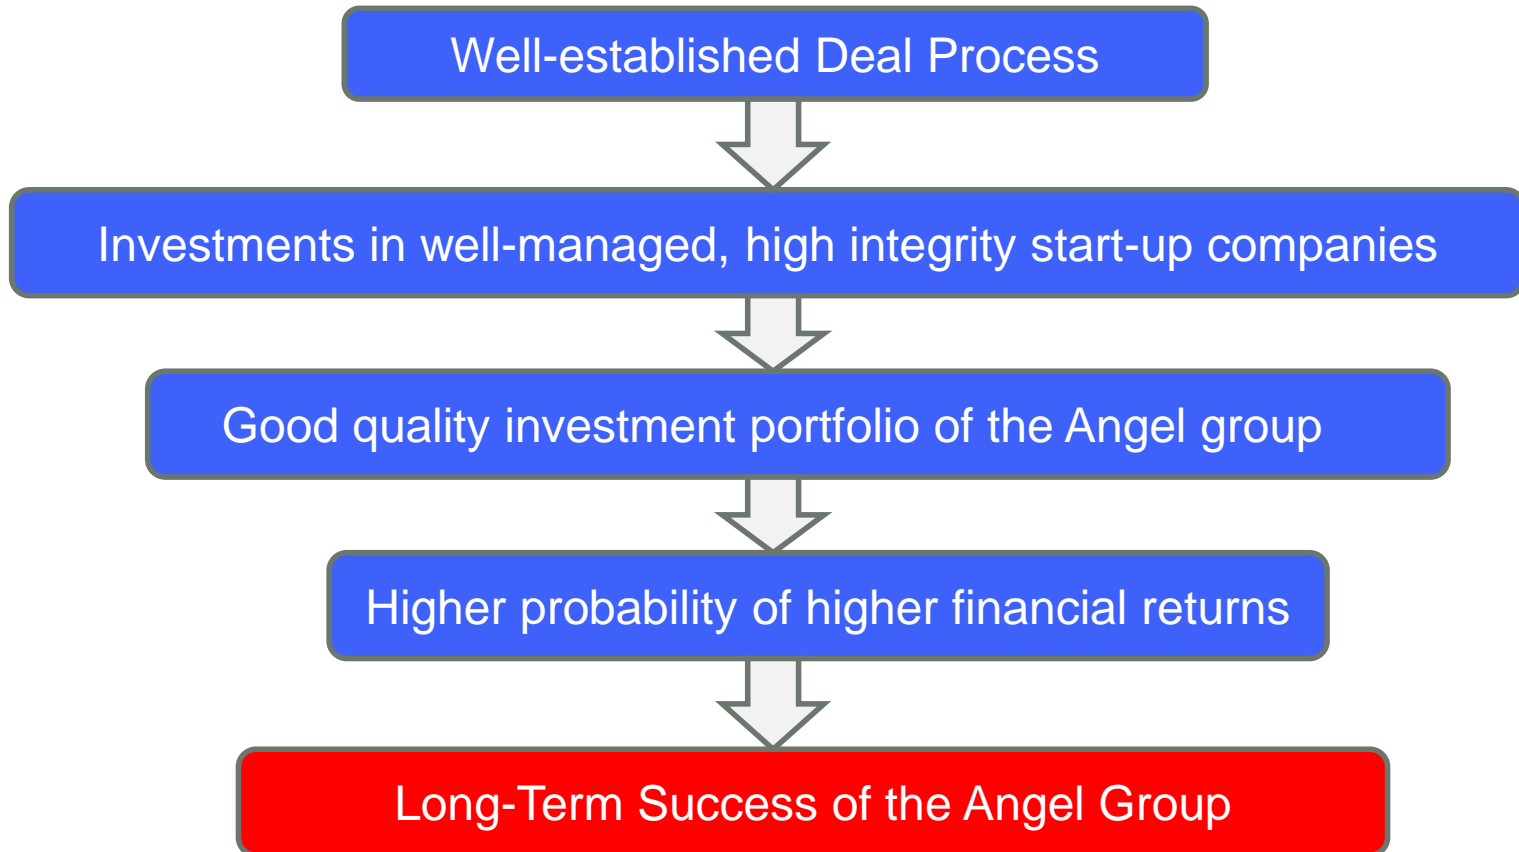 Well-established Deal Process
Investments in well-managed, high integrity start-up companies
Good quality investment portfolio of the Angel group
Higher probability of higher financial returns
Long-Term Success of the Angel Group